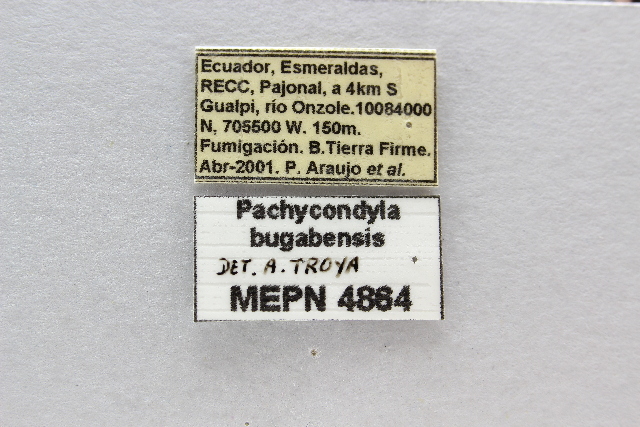 Ecuador, Esmeraldas,
RECC, Pajonal, a 4km S
Gualpi, río Onzole.10084000
N, 705500 W. 150m.
Fumigación. B.Tierra Firme.
Abr-2001. P. Araujo et al.
Pachycondyla
bugabensis
DET. A. TROYA
MEPN 4884